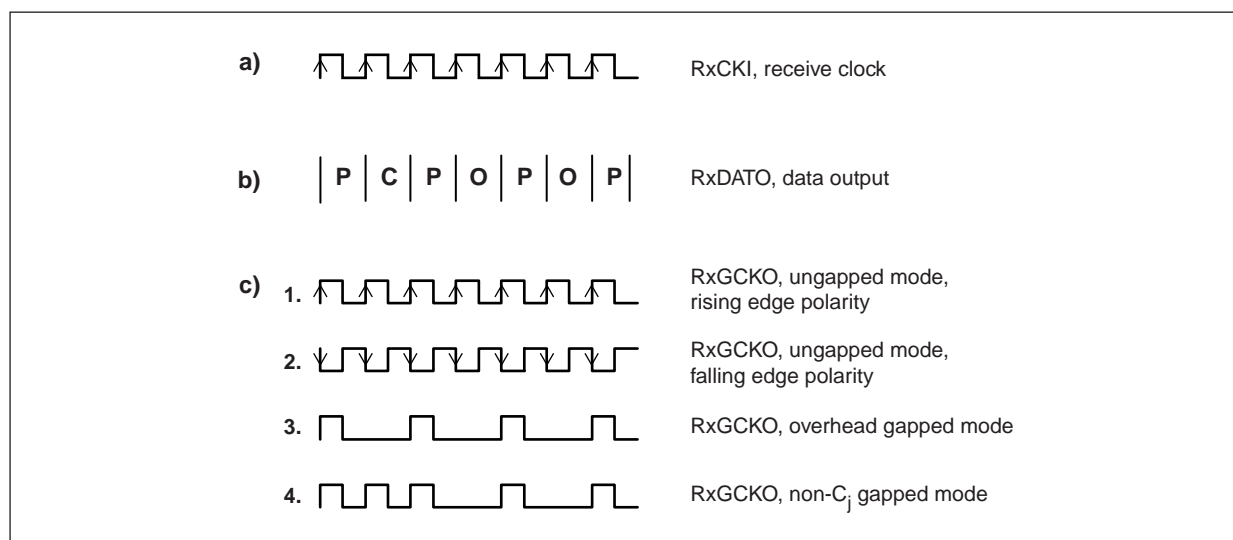 a) RxCKI, receive clock
b) P C P O P O P RxDATO, data output
c) 1. RxGCKO, ungapped mode,
rising edge polarity
2. RxGCKO, ungapped mode,
falling edge polarity
3. RxGCKO, overhead gapped mode
4. RxGCKO, non-Cj gapped mode